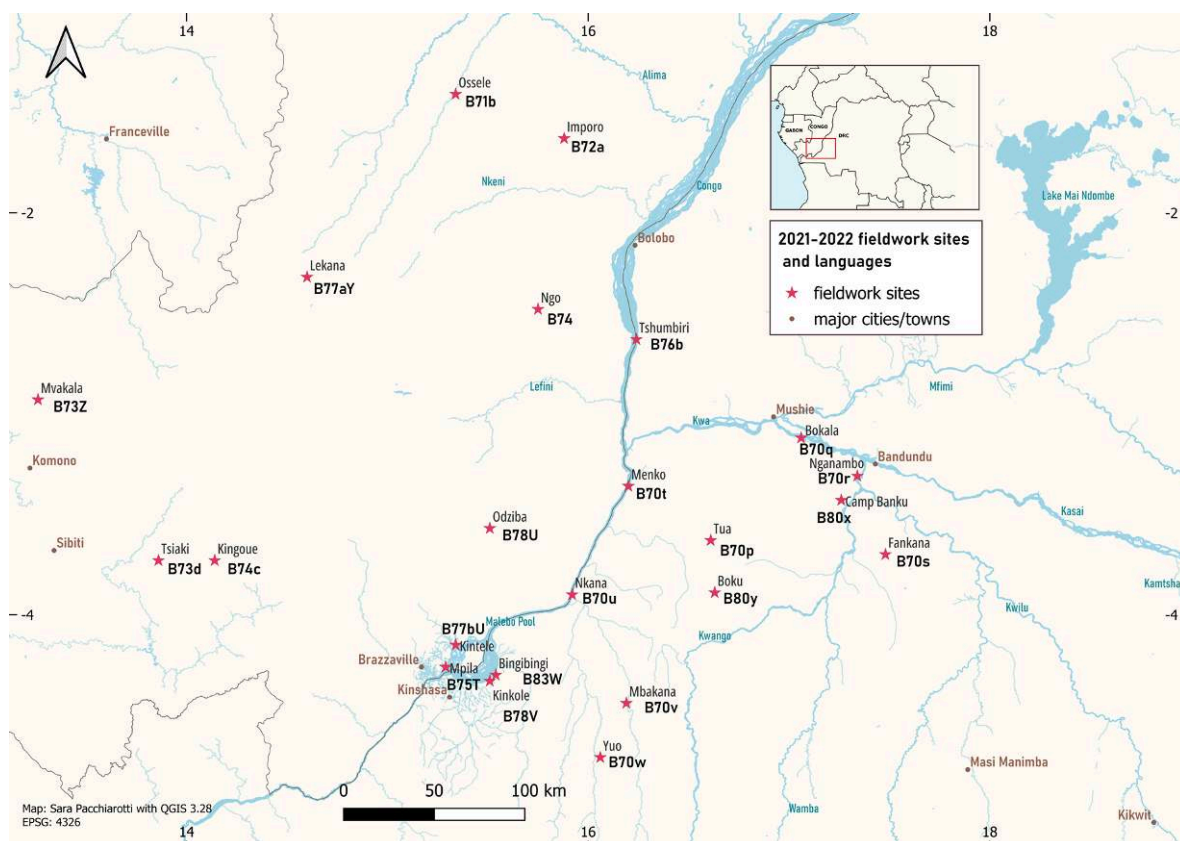 14
16
18
Ossele
B71b
Alima
Imporo
B72a
Franceville
GABON
CONGO
DRC
Nkeni
Congo
Lake Mai Ndombe
-2
-2
2021-2022 fieldwork sites
and languages
fieldwork sites
major cities/towns
Bolobo
Lekana
B77aY
Ngo
B74
Tshumbiri
B76b
Mvakala
B73Z
Lefini
Mfimi
Mushie
Kwa
Bokala
B70q
Bandundu
Komono
Nganambo
B70r
Menko
B70t
Camp Banku
B80x
Kasai
Odziba
B78U
Tua
B70p
Fankana
B70s
Sibiti
Tsiaki
B73d
Kingoue
B74c
Kamtsha
Nkana
B70u
Boku
B80y
-4
-4
Malebo Pool
Kwilu
B77bU
Kintele
Kwango
Brazzaville
Mpila
B75T
Bingibingi
B83W
Kinshasa
Kinkole
B78V
Mbakana
B70v
Yuo
B70w
Masi Manimba
0
50
100 km
Wamba
Kikwit
Map: Sara Pacchiarotti with QGIS 3.28
EPSG: 4326
14
16
18